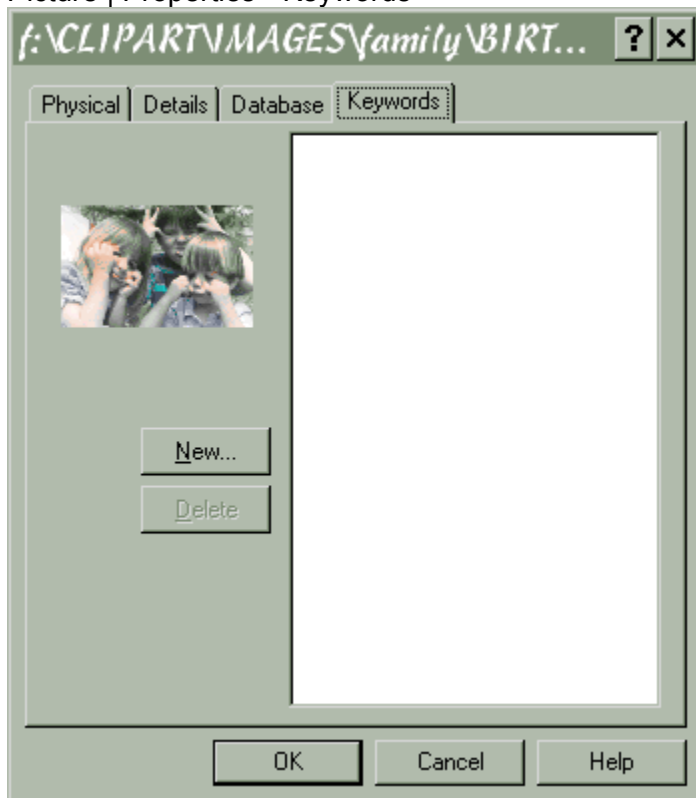 Picture | Properties - Keywords
f:\CLIPART\IMAGES\family\BIRT... ? ×
Physical Details Database Keywords
New...
Delete
OK Cancel Help